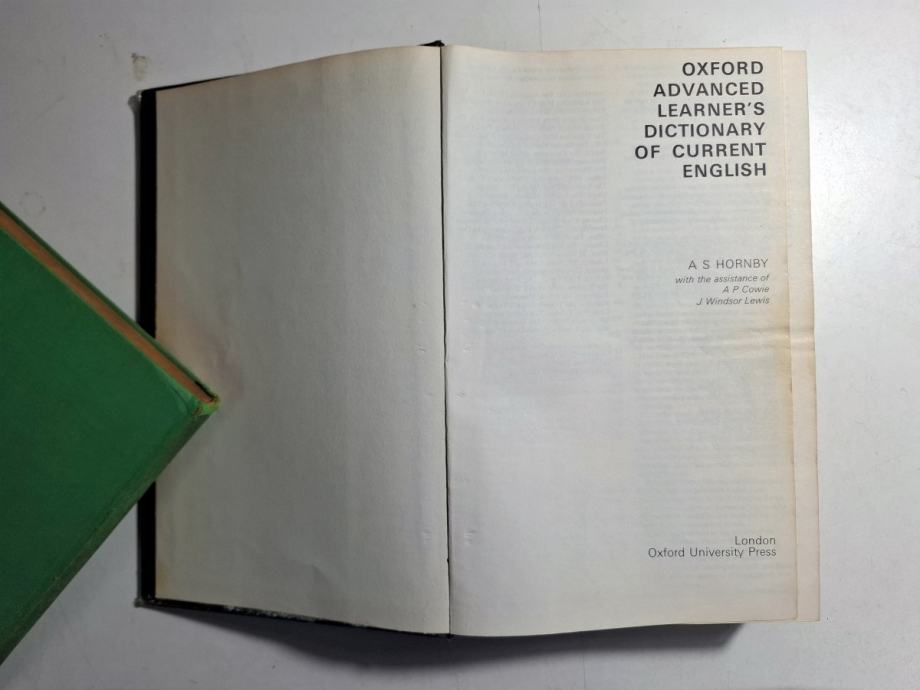 OXFORD
ADVANCED
LEARNER'S
DICTIONARY
OF CURRENT
ENGLISH
A S HORNBY
with the assistance of
A P Cowie
J Windsor Lewis
London
Oxford University Press